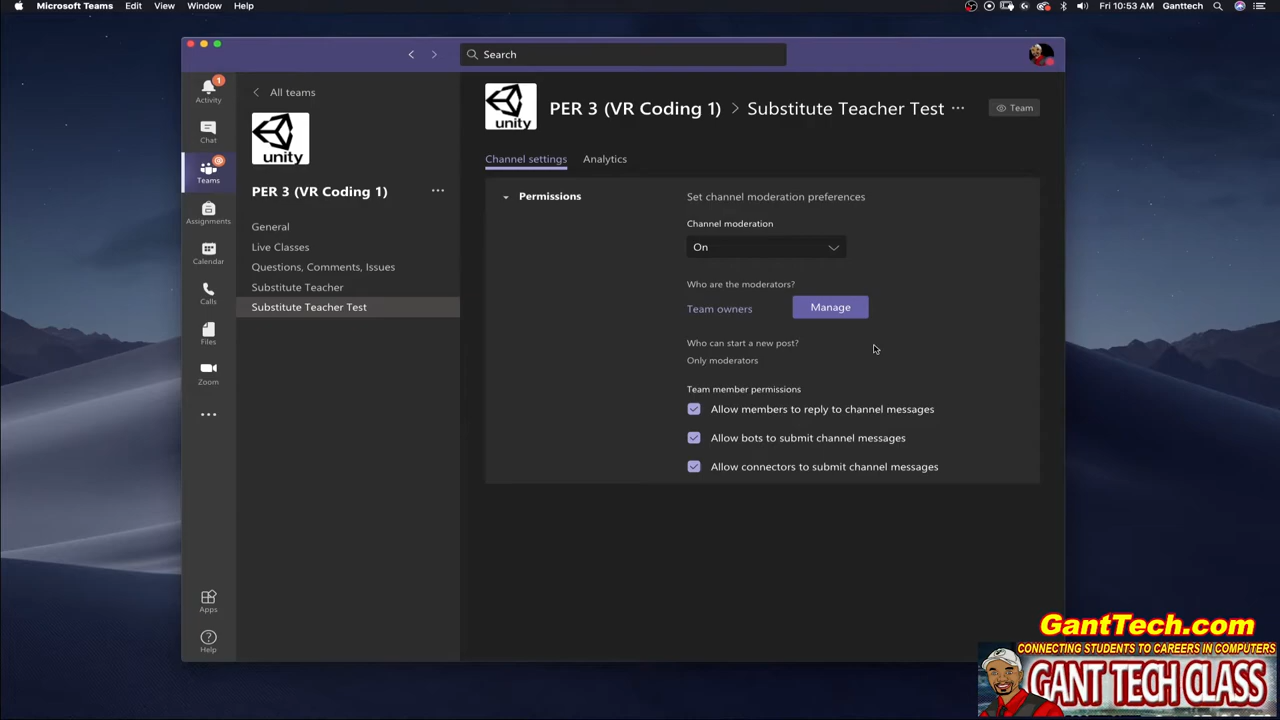 Microsoft Teams Edit View Window Help
Fri 10:53 AM Ganttech
Search
1
Activity
Chat
Teams
Assignments
Calendar
Calls
Files
Zoom
Apps
Help
All teams
unity
PER 3 (VR Coding 1)
General
Live Classes
Questions, Comments, Issues
Substitute Teacher
Substitute Teacher Test
unity
PER 3 (VR Coding 1) > Substitute Teacher Test ...
Team
Channel settings Analytics
Permissions
Set channel moderation preferences
Channel moderation
On
Who are the moderators?
Team owners Manage
Who can start a new post?
Only moderators
Team member permissions
Allow members to reply to channel messages
Allow bots to submit channel messages
Allow connectors to submit channel messages
GantTech.com
CONNECTING STUDENTS TO CAREERS IN COMPUTERS
GANT TECH CLASS